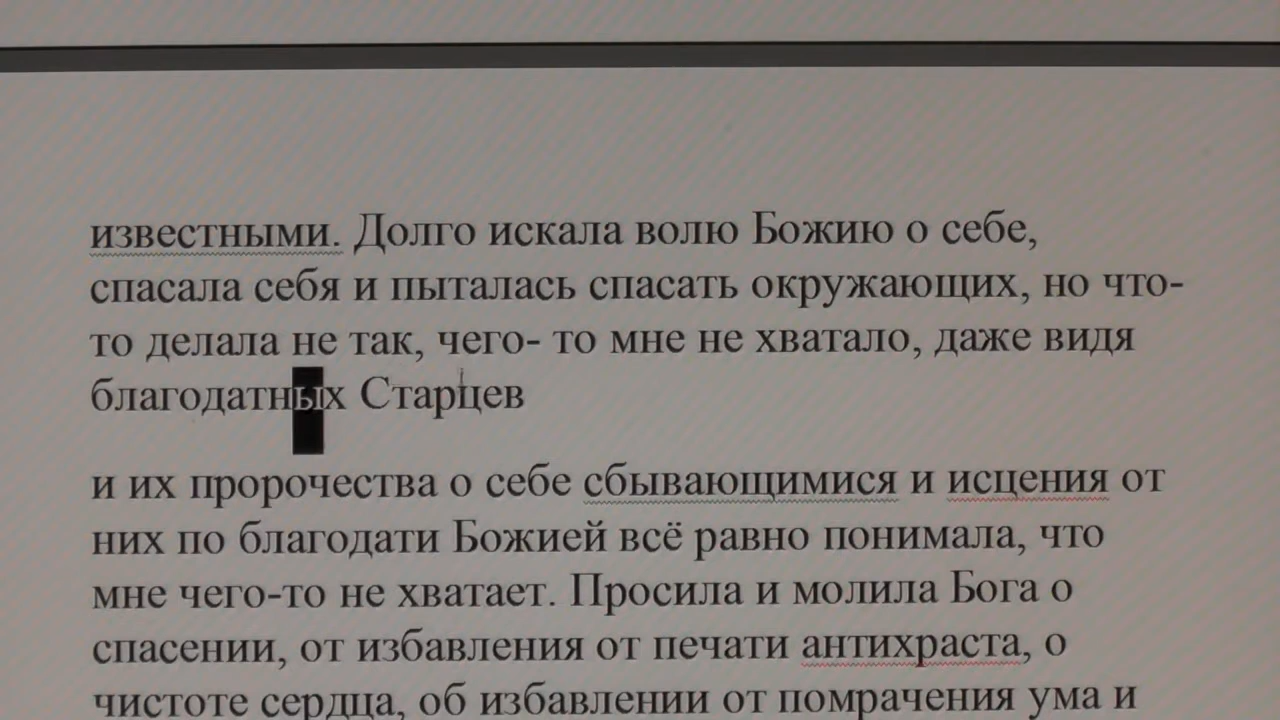 известными. Долго искала волю Божию о себе,
спасала себя и пыталась спасать окружающих, но что-
то делала не так, чего- то мне не хватало, даже видя
благодатных Старцев
и их пророчества о себе сбывающимися и исцения от
них по благодати Божией всё равно понимала, что
мне чего-то не хватает. Просила и молила Бога о
спасении, от избавления от печати антихраста, о
чистоте сердца, об избавлении от помрачения ума и